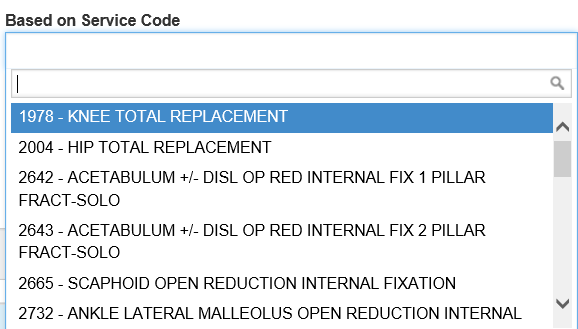 Based on Service Code
1978 - KNEE TOTAL REPLACEMENT
2004 - HIP TOTAL REPLACEMENT
2642 - ACETABULUM +/- DISL OP RED INTERNAL FIX 1 PILLAR
FRACT-SOLO
2643 - ACETABULUM +/- DISL OP RED INTERNAL FIX 2 PILLAR
FRACT-SOLO
2665 - SCAPHOID OPEN REDUCTION INTERNAL FIXATION
2732 - ANKLE LATERAL MALLEOLUS OPEN REDUCTION INTERNAL